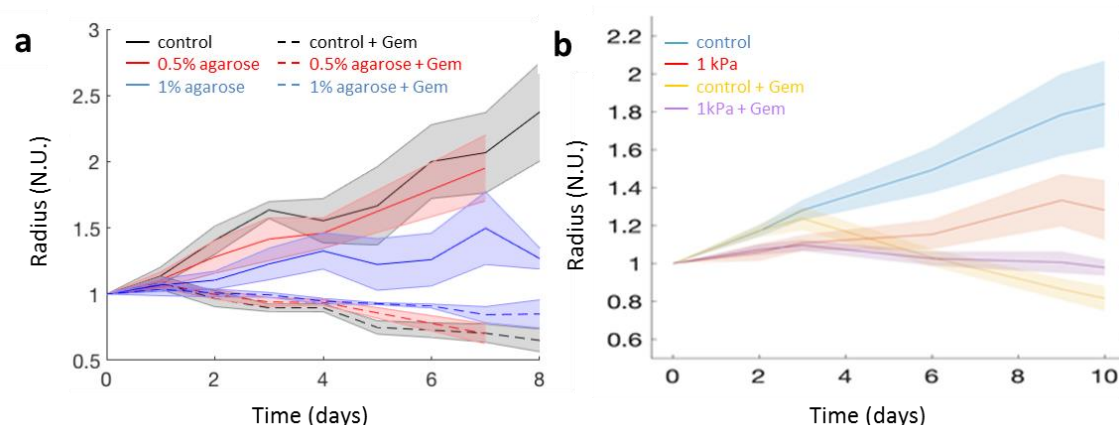 a
3
2.5
2
1.5
1
0.5
0
2
4
6
8
Radius (N.U.)
Time (days)
control
control + Gem
0.5% agarose
0.5% agarose + Gem
1% agarose
1% agarose + Gem
b
2.2
2
1.8
1.6
1.4
1.2
1
0.8
0.6
0
2
4
6
8
10
Radius (N.U.)
Time (days)
control
1 kPa
control + Gem
1kPa + Gem